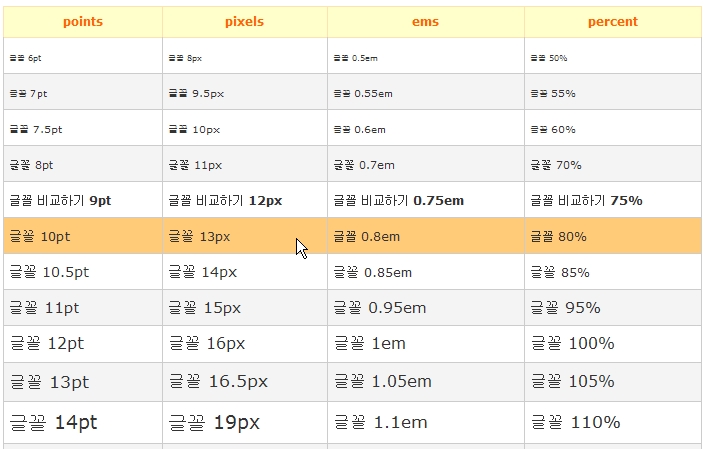 points pixels ems percent
글꼴 6pt 글꼴 8px 글꼴 0.5em 글꼴 50%
글꼴 7pt 글꼴 9.5px 글꼴 0.55em 글꼴 55%
글꼴 7.5pt 글꼴 10px 글꼴 0.6em 글꼴 60%
글꼴 8pt 글꼴 11px 글꼴 0.7em 글꼴 70%
글꼴 비교하기 9pt 글꼴 비교하기 12px 글꼴 비교하기 0.75em 글꼴 비교하기 75%
글꼴 10pt 글꼴 13px 글꼴 0.8em 글꼴 80%
글꼴 10.5pt 글꼴 14px 글꼴 0.85em 글꼴 85%
글꼴 11pt 글꼴 15px 글꼴 0.95em 글꼴 95%
글꼴 12pt 글꼴 16px 글꼴 1em 글꼴 100%
글꼴 13pt 글꼴 16.5px 글꼴 1.05em 글꼴 105%
글꼴 14pt 글꼴 19px 글꼴 1.1em 글꼴 110%